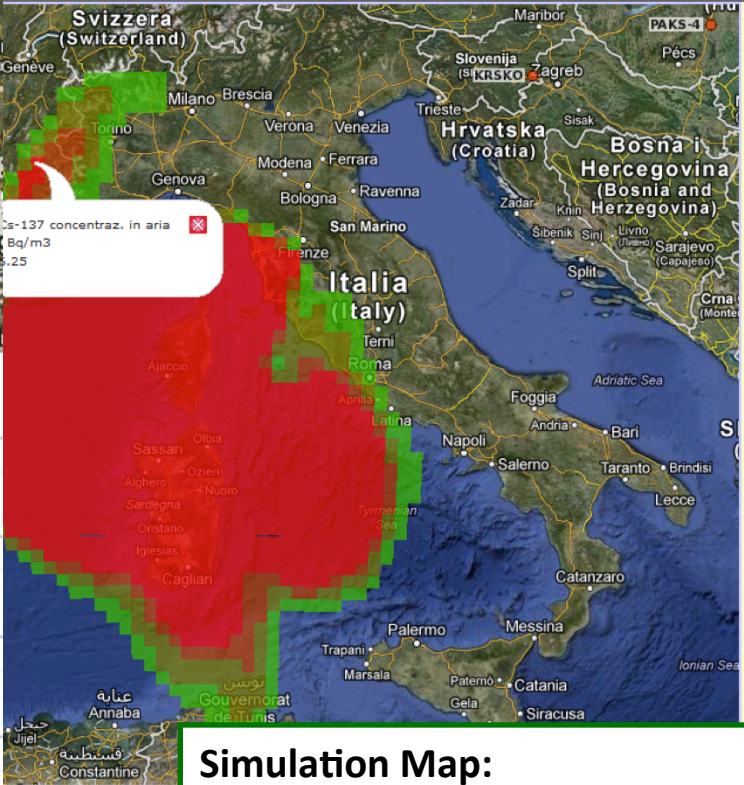 Maribor
PAKS-4
Svizzera
(Switzerland)
Genève
Slovenija
KRSKO
Zagreb
Pécs
Milano
Brescia
Trieste
Torino
Verona
Venezia
Hrvatska
(Croatia)
Sisak
Genova
Modena
Ferrara
Bologna
Ravenna
Bosna i
Hercegovina
(Bosnia and
Herzegovina)
Cs-137 concentraz. in aria
Bq/m3
.25
San Marino
Zadar
Knin
Šibenik
Sinj
Livno
(Ливно)
Sarajevo
(Сарајево)
Firenze
Split
Italia
(Italy)
Crna
Terni
Roma
Ajaccio
Aprilia
Latina
Adriatic Sea
Foggia
Andria
Bari
Napoli
Salerno
Taranto
Brindisi
Lecce
Sassari
Olbia
Alghero
Ozieri
Nuoro
Sardegna
Oristano
Iglesias
Cagliari
Tyrrhenian
Sea
Catanzaro
Palermo
Messina
Trapani
Marsala
Paternò
Catania
Gela
Siracusa
Ionian Sea
عنابة
Annaba
تونس
Gouvernorat
de Tunis
جيجل
Jijel
قسنطينة
Constantine
Simulation Map: